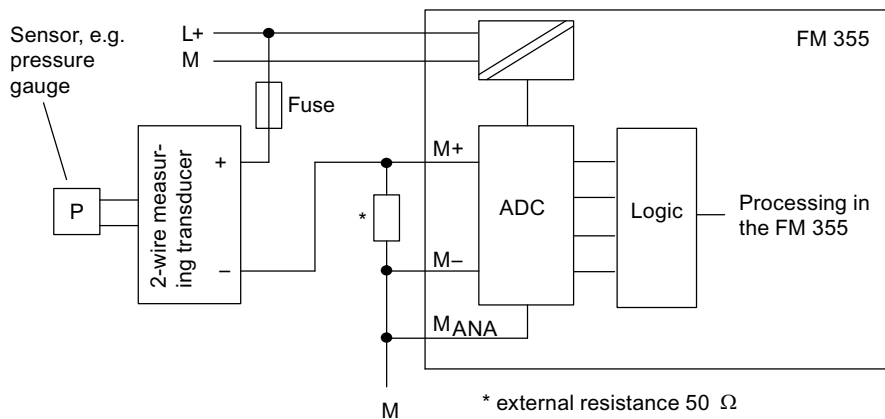 Sensor, e.g.
pressure
gauge
L+
M
FM 355
Fuse
2-wire measur-
ing transducer
+
–
P
*
M+
M–
MANA
ADC
Logic
Processing in
the FM 355
M
* external resistance 50 Ω